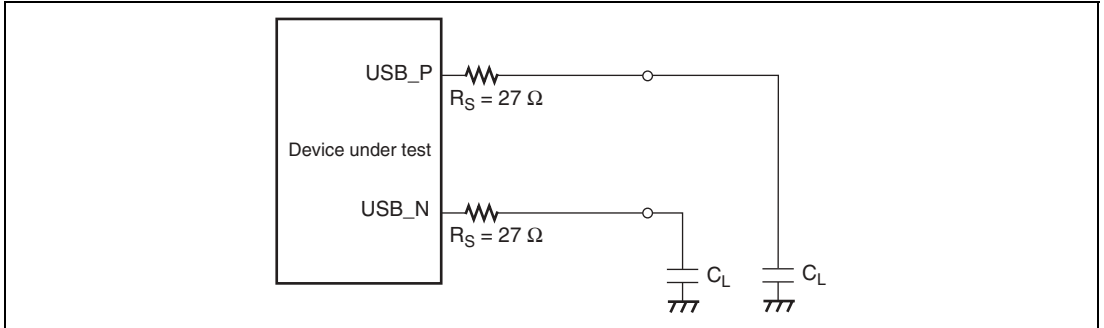 USB_P
R_S = 27 Ω
Device under test
USB_N
R_S = 27 Ω
C_L
C_L